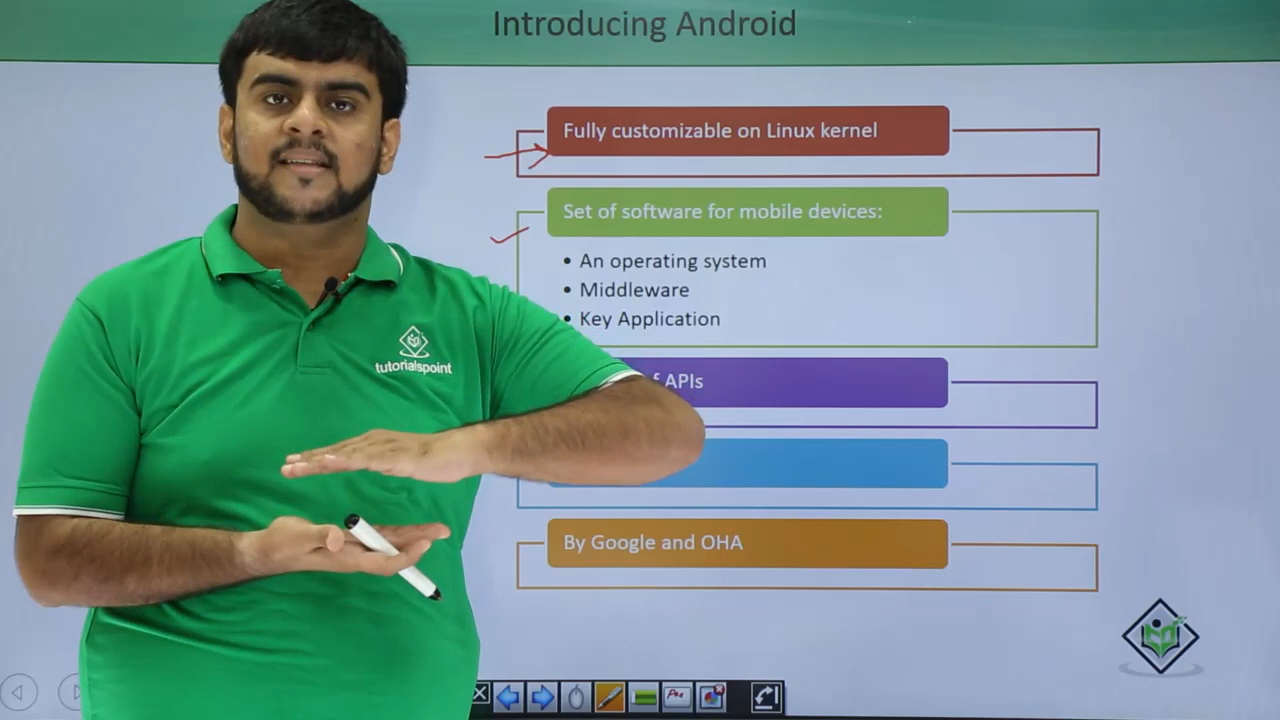 Introducing Android
Fully customizable on Linux kernel
Set of software for mobile devices:
• An operating system
• Middleware
• Key Application
APIs
By Google and OHA
tutorialspoint